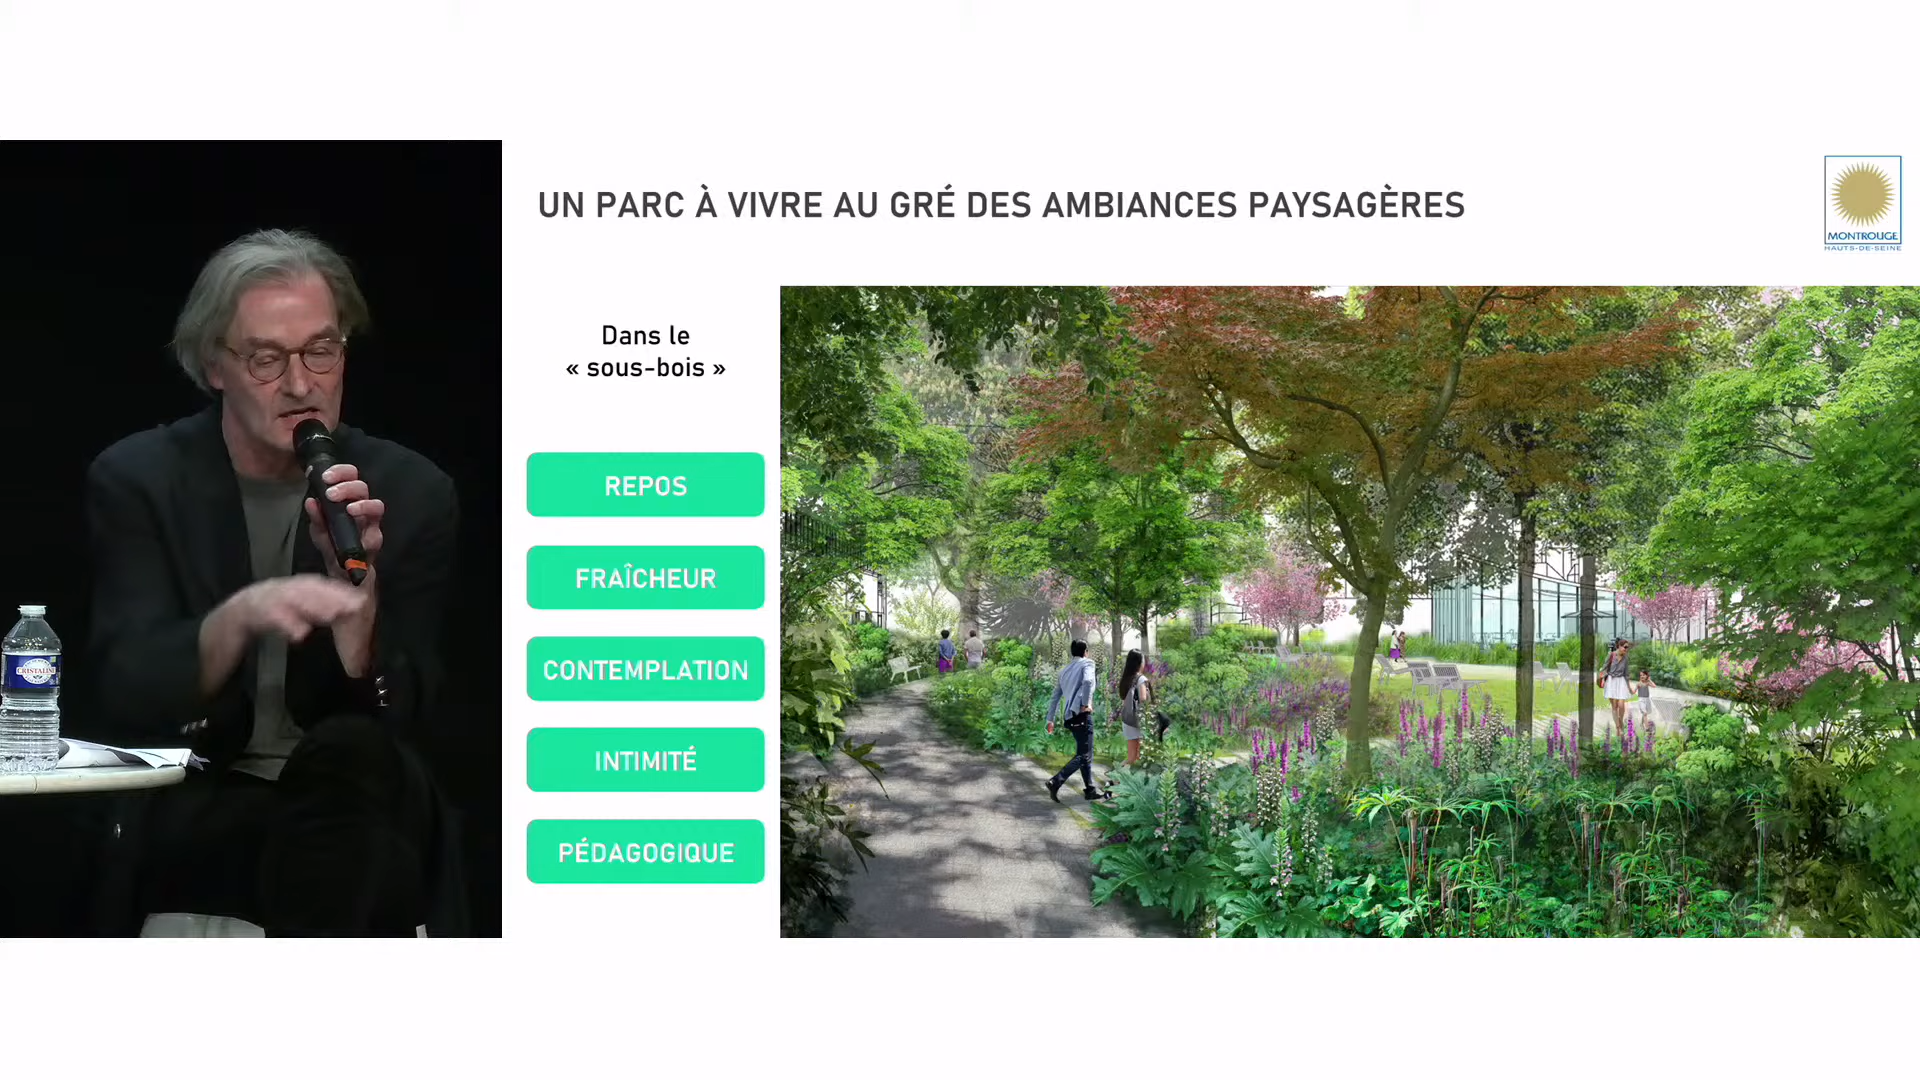 UN PARC À VIVRE AU GRÉ DES AMBIANCES PAYSAGÈRES
MONTROUGE
HAUTS-DE-SEINE
Dans le
« sous-bois »
REPOS
FRAÎCHEUR
CONTEMPLATION
INTIMITÉ
PÉDAGOGIQUE
CRISTALINE